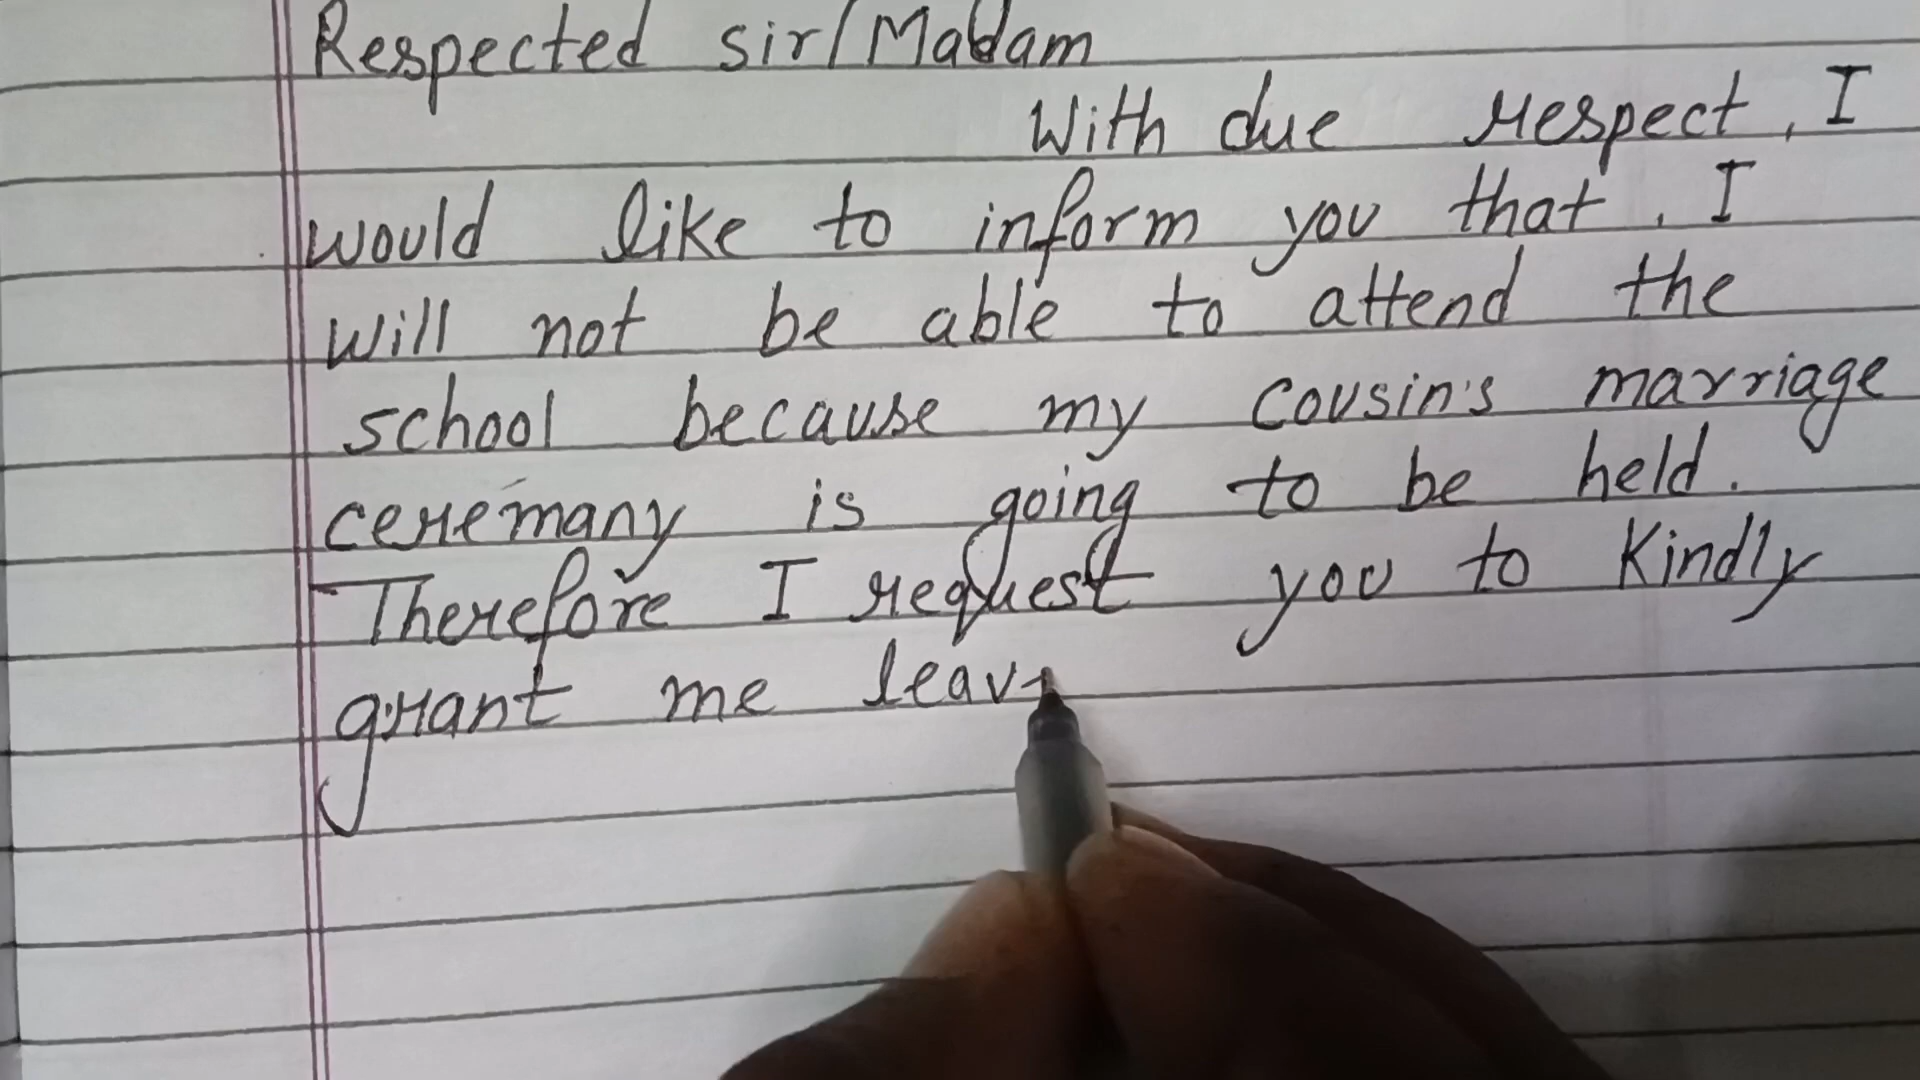 Respected sir/Madam
With due respect, I
would like to inform you that, I
will not be able to attend the
school because my cousin's marriage
ceremany is going to be held.
Therefore I request you to Kindly
grant me leav